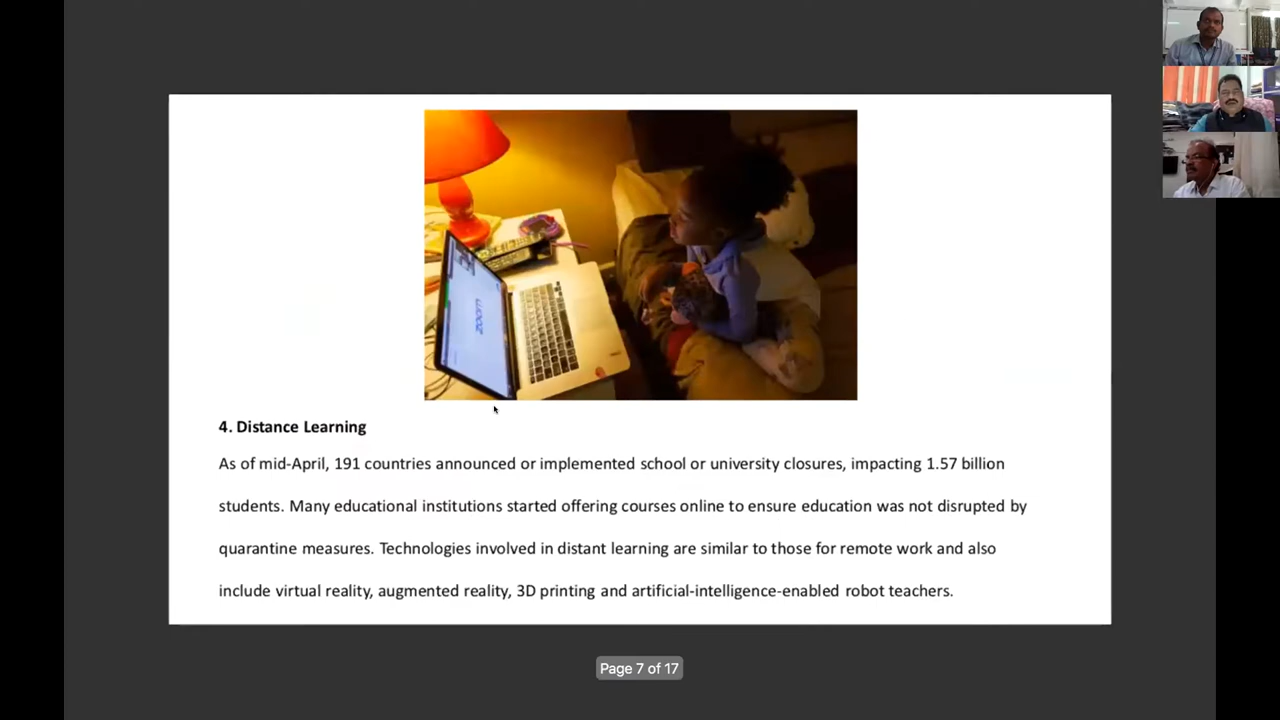 zoom
4. Distance Learning
As of mid-April, 191 countries announced or implemented school or university closures, impacting 1.57 billion
students. Many educational institutions started offering courses online to ensure education was not disrupted by
quarantine measures. Technologies involved in distant learning are similar to those for remote work and also
include virtual reality, augmented reality, 3D printing and artificial-intelligence-enabled robot teachers.
Page 7 of 17